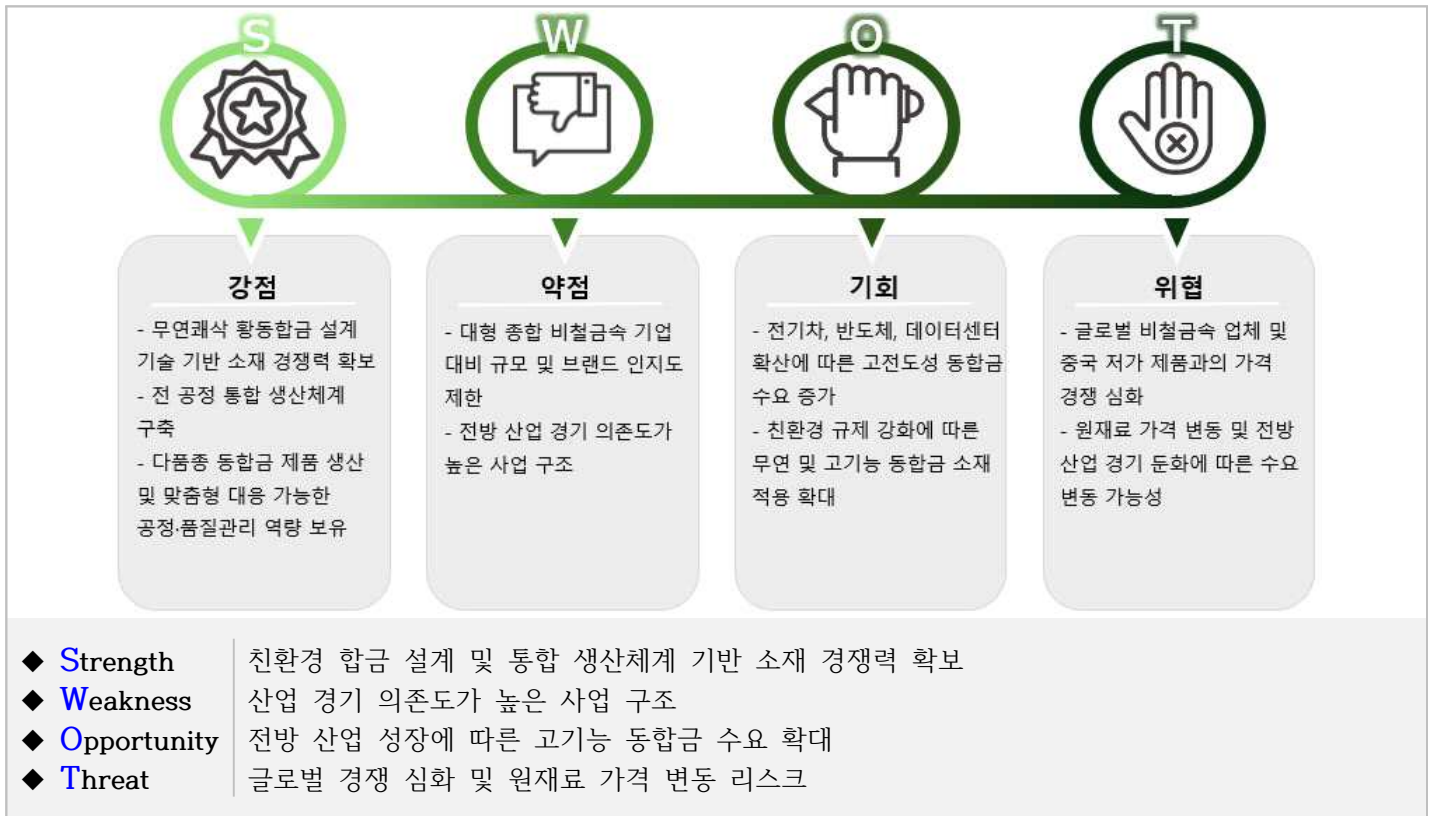 S
W
O
T
강점
- 무연쾌삭 황동합금 설계
기술 기반 소재 경쟁력 확보
- 전 공정 통합 생산체계
구축
- 다품종 동합금 제품 생산
및 맞춤형 대응 가능한
공정·품질관리 역량 보유
약점
- 대형 종합 비철금속 기업
대비 규모 및 브랜드 인지도
제한
- 전방 산업 경기 의존도가
높은 사업 구조
기회
- 전기차, 반도체, 데이터센터
확산에 따른 고전도성 동합금
수요 증가
- 친환경 규제 강화에 따른
무연 및 고기능 동합금 소재
적용 확대
위협
- 글로벌 비철금속 업체 및
중국 저가 제품과의 가격
경쟁 심화
- 원재료 가격 변동 및 전방
산업 경기 둔화에 따른 수요
변동 가능성
◆ Strength 친환경 합금 설계 및 통합 생산체계 기반 소재 경쟁력 확보
◆ Weakness 산업 경기 의존도가 높은 사업 구조
◆ Opportunity 전방 산업 성장에 따른 고기능 동합금 수요 확대
◆ Threat 글로벌 경쟁 심화 및 원재료 가격 변동 리스크